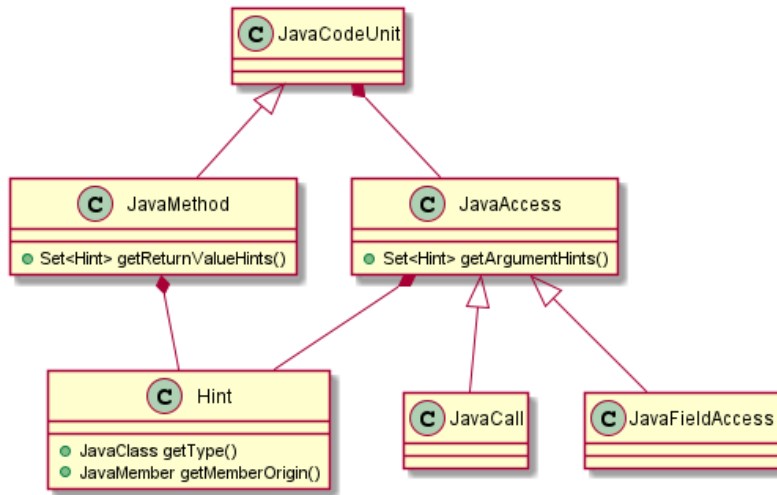 C JavaCodeUnit
C JavaMethod
Set<Hint> getReturnValueHints()
C JavaAccess
Set<Hint> getArgumentHints()
C Hint
JavaClass getType()
JavaMember getMemberOrigin()
C JavaCall
C JavaFieldAccess